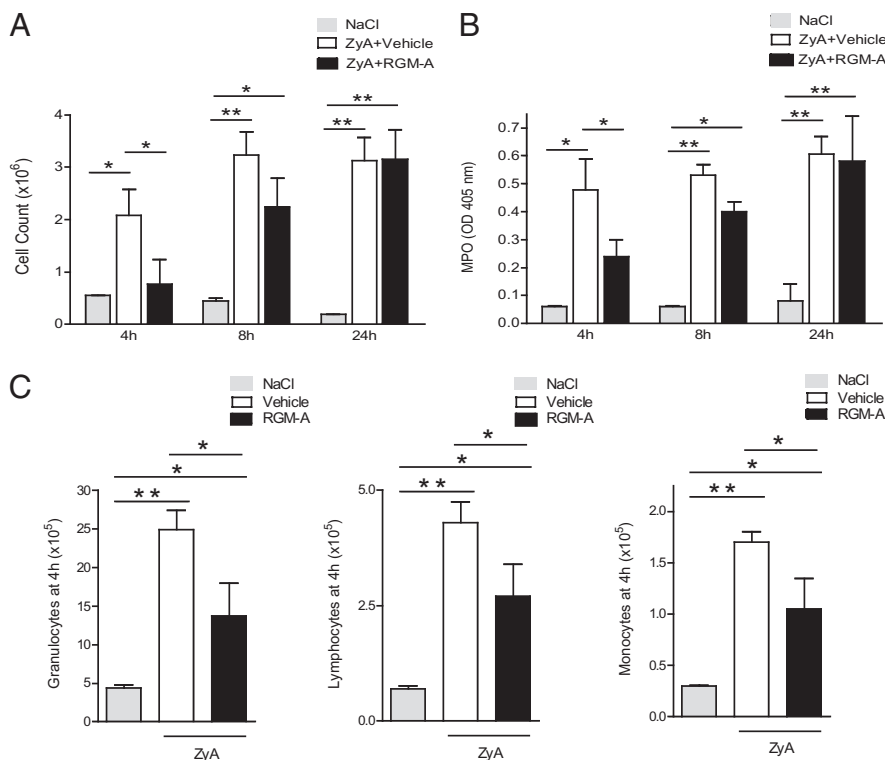 A
NaCl
ZyA+Vehicle
ZyA+RGM-A
Cell Count (x10⁶)
4
3
2
1
0
* *
** *
** **
4h 8h 24h
B
NaCl
ZyA+Vehicle
ZyA+RGM-A
MPO (OD 405 nm)
0.7
0.6
0.5
0.4
0.3
0.2
0.1
0.0
* *
** *
** **
4h 8h 24h
C
NaCl
Vehicle
RGM-A
*
*
* *
Granulocytes at 4h (x10⁵)
30
25
20
15
10
5
0
ZyA
NaCl
Vehicle
RGM-A
*
*
* *
Lymphocytes at 4h (x10⁵)
5.0
2.5
0.0
ZyA
NaCl
Vehicle
RGM-A
*
*
* *
Monocytes at 4h (x10⁵)
2.0
1.5
1.0
0.5
0.0
ZyA